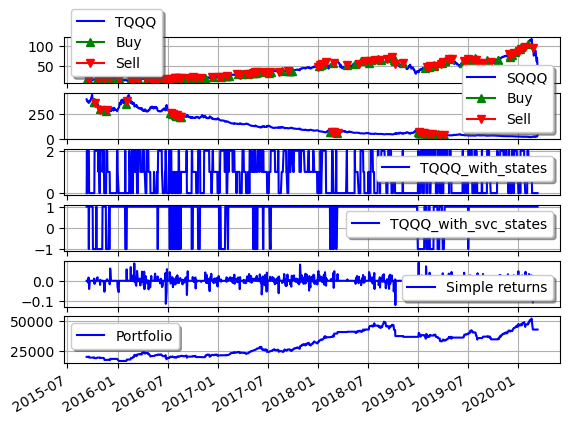 TQQQ
Buy
Sell
100
50
SQQQ
Buy
Sell
250
0
2
0
TQQQ_with_states
1
0
−1
TQQQ_with_svc_states
0.0
−0.1
Simple returns
50000
25000
Portfolio
2015-07
2016-01
2016-07
2017-01
2017-07
2018-01
2018-07
2019-01
2019-07
2020-01